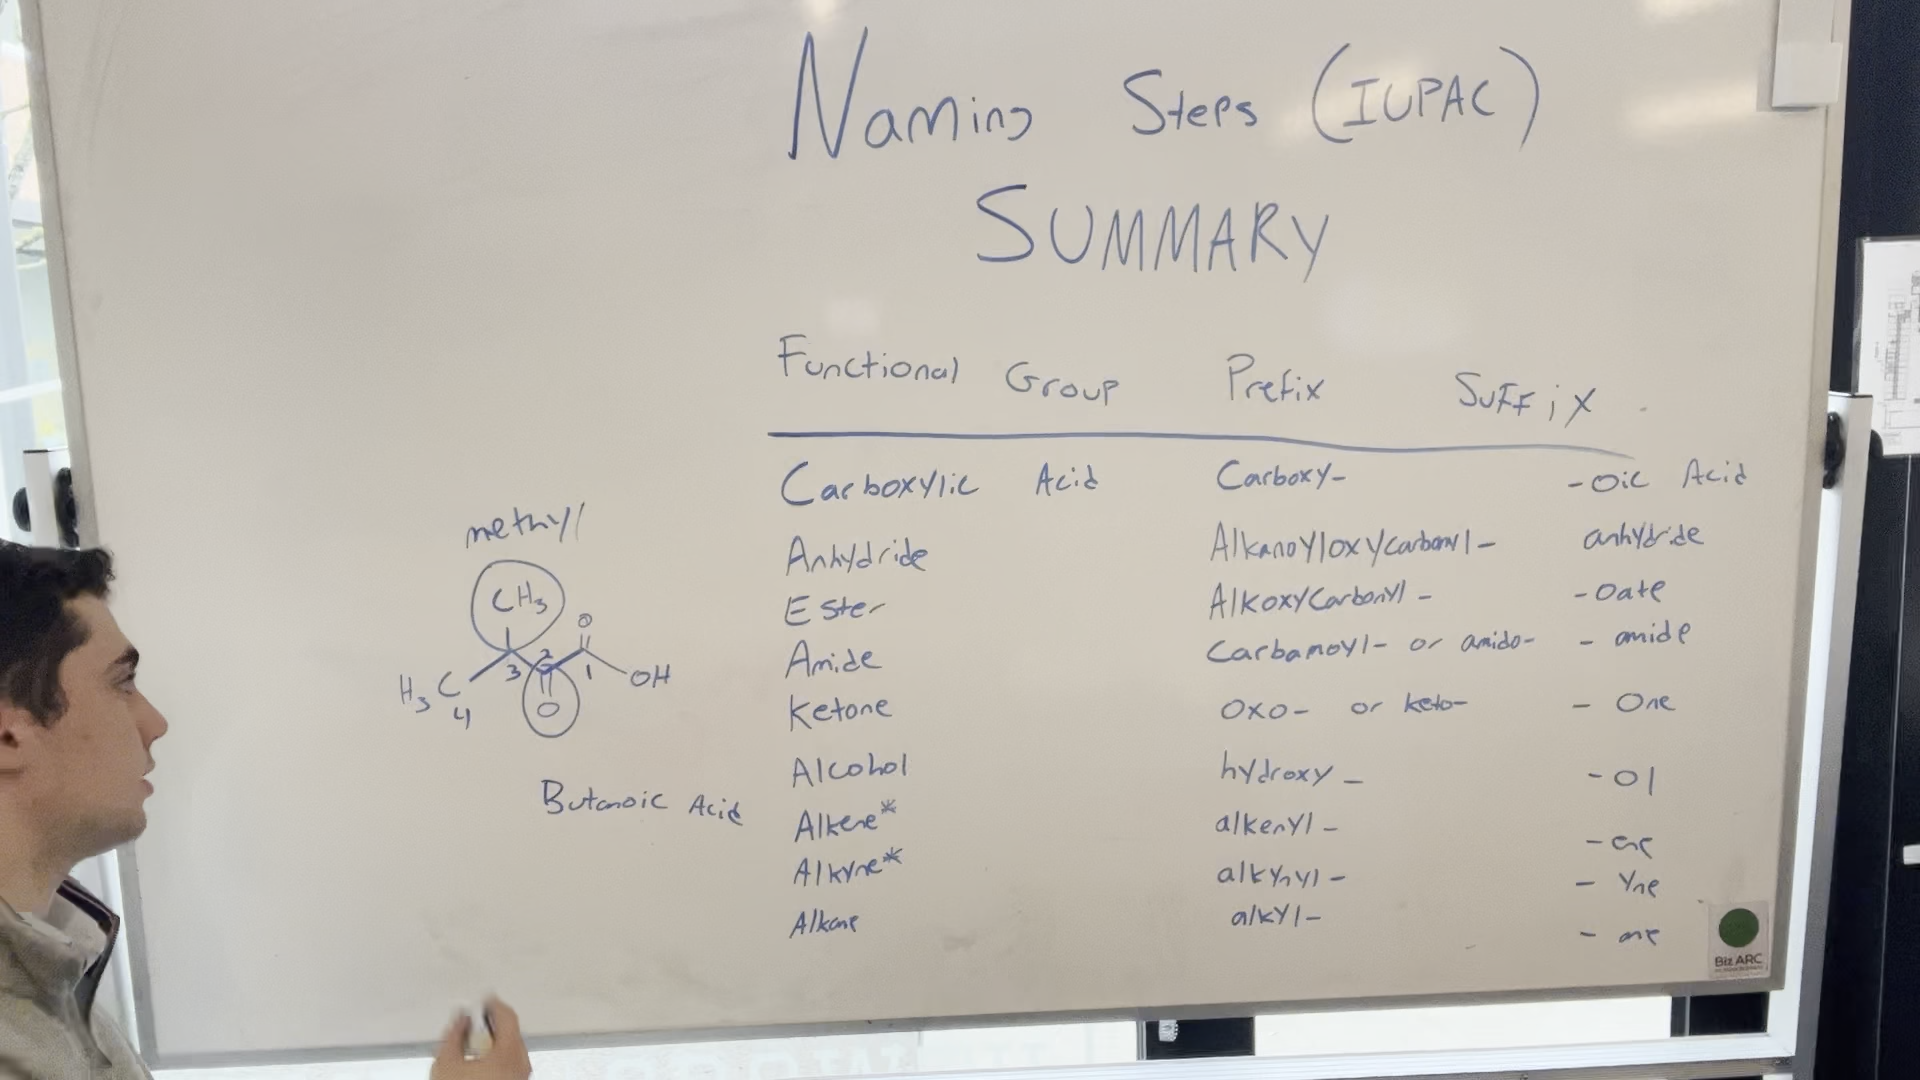 Naming Steps (IUPAC)
SUMMARY
Functional Group Prefix Suffix
Carboxylic Acid Carboxy- -Oic Acid
Anhydride Alkanoyloxycarbonyl- anhydride
Ester Alkoxycarbonyl- -Oate
Amide Carbamoyl- or amido- -amide
Ketone oxo- or keto- -One
Alcohol hydroxy- -ol
Alkene* alkenyl- -ene
Alkyne* alkynyl- -Yne
Alkane alkyl- -ane
methyl
CH3
O
3 2 1
H3C OH
4 O
Butanoic Acid
Biz ARC